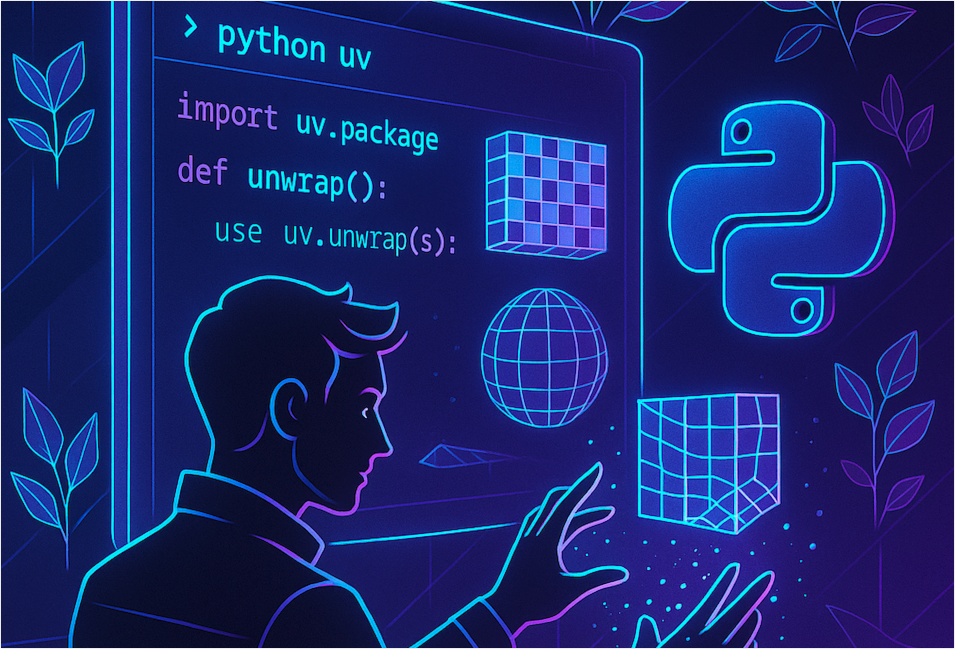 > python uv
import uv.package
def unwrap():
use uv.unwrap(s):